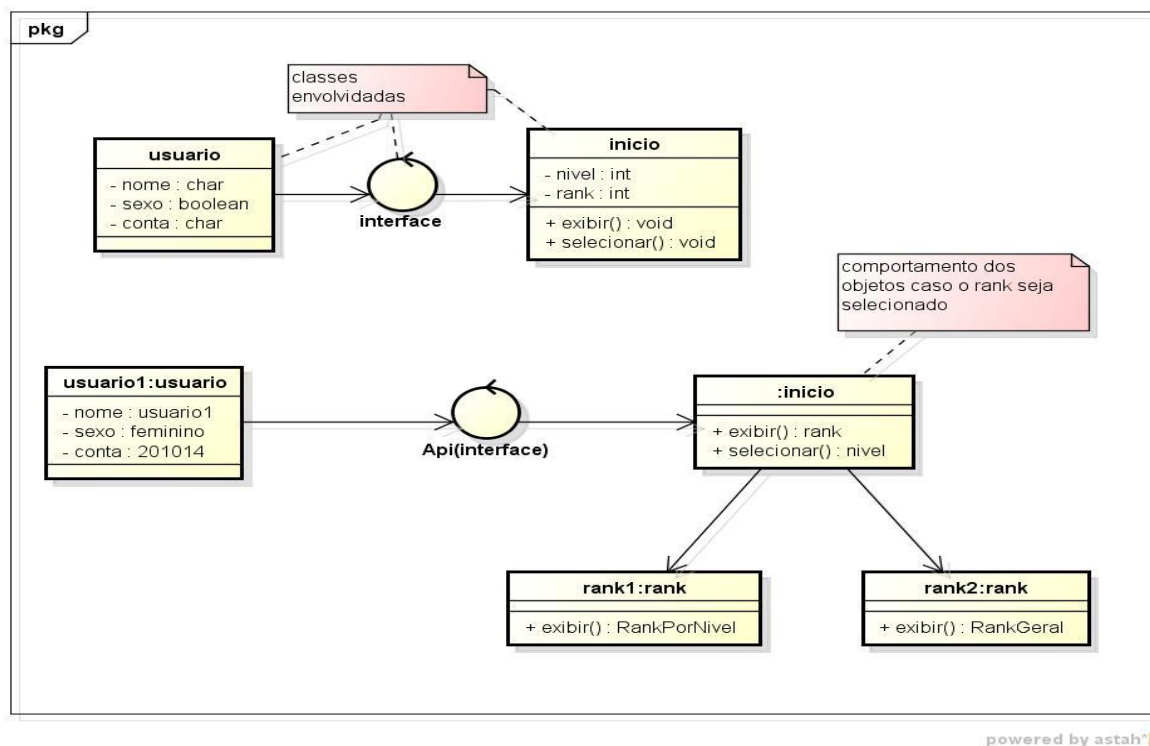 pkg
classes
envolvidadas
usuario
- nome : char
- sexo : boolean
- conta : char
interface
inicio
- nivel : int
- rank : int
+ exibir() : void
+ selecionar() : void
comportamento dos
objetos caso o rank seja
selecionado
usuario1:usuario
- nome : usuario1
- sexo : feminino
- conta : 201014
Api(interface)
:inicio
+ exibir() : rank
+ selecionar() : nivel
rank1:rank
+ exibir() : RankPorNivel
rank2:rank
+ exibir() : RankGeral
powered by astah*